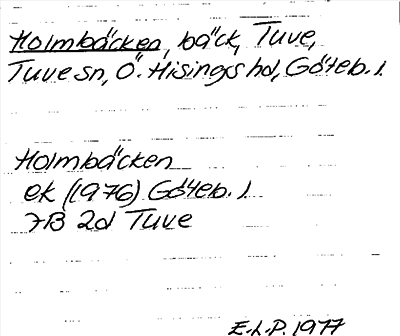 Holmbäcken, bäck, Tuve,
Tuve sn, Ö. Hisings hd, Göteb. l.
Holmbäcken
ek (1976) Göteb. l.
7B 2d Tuve
E.L.P. 1977